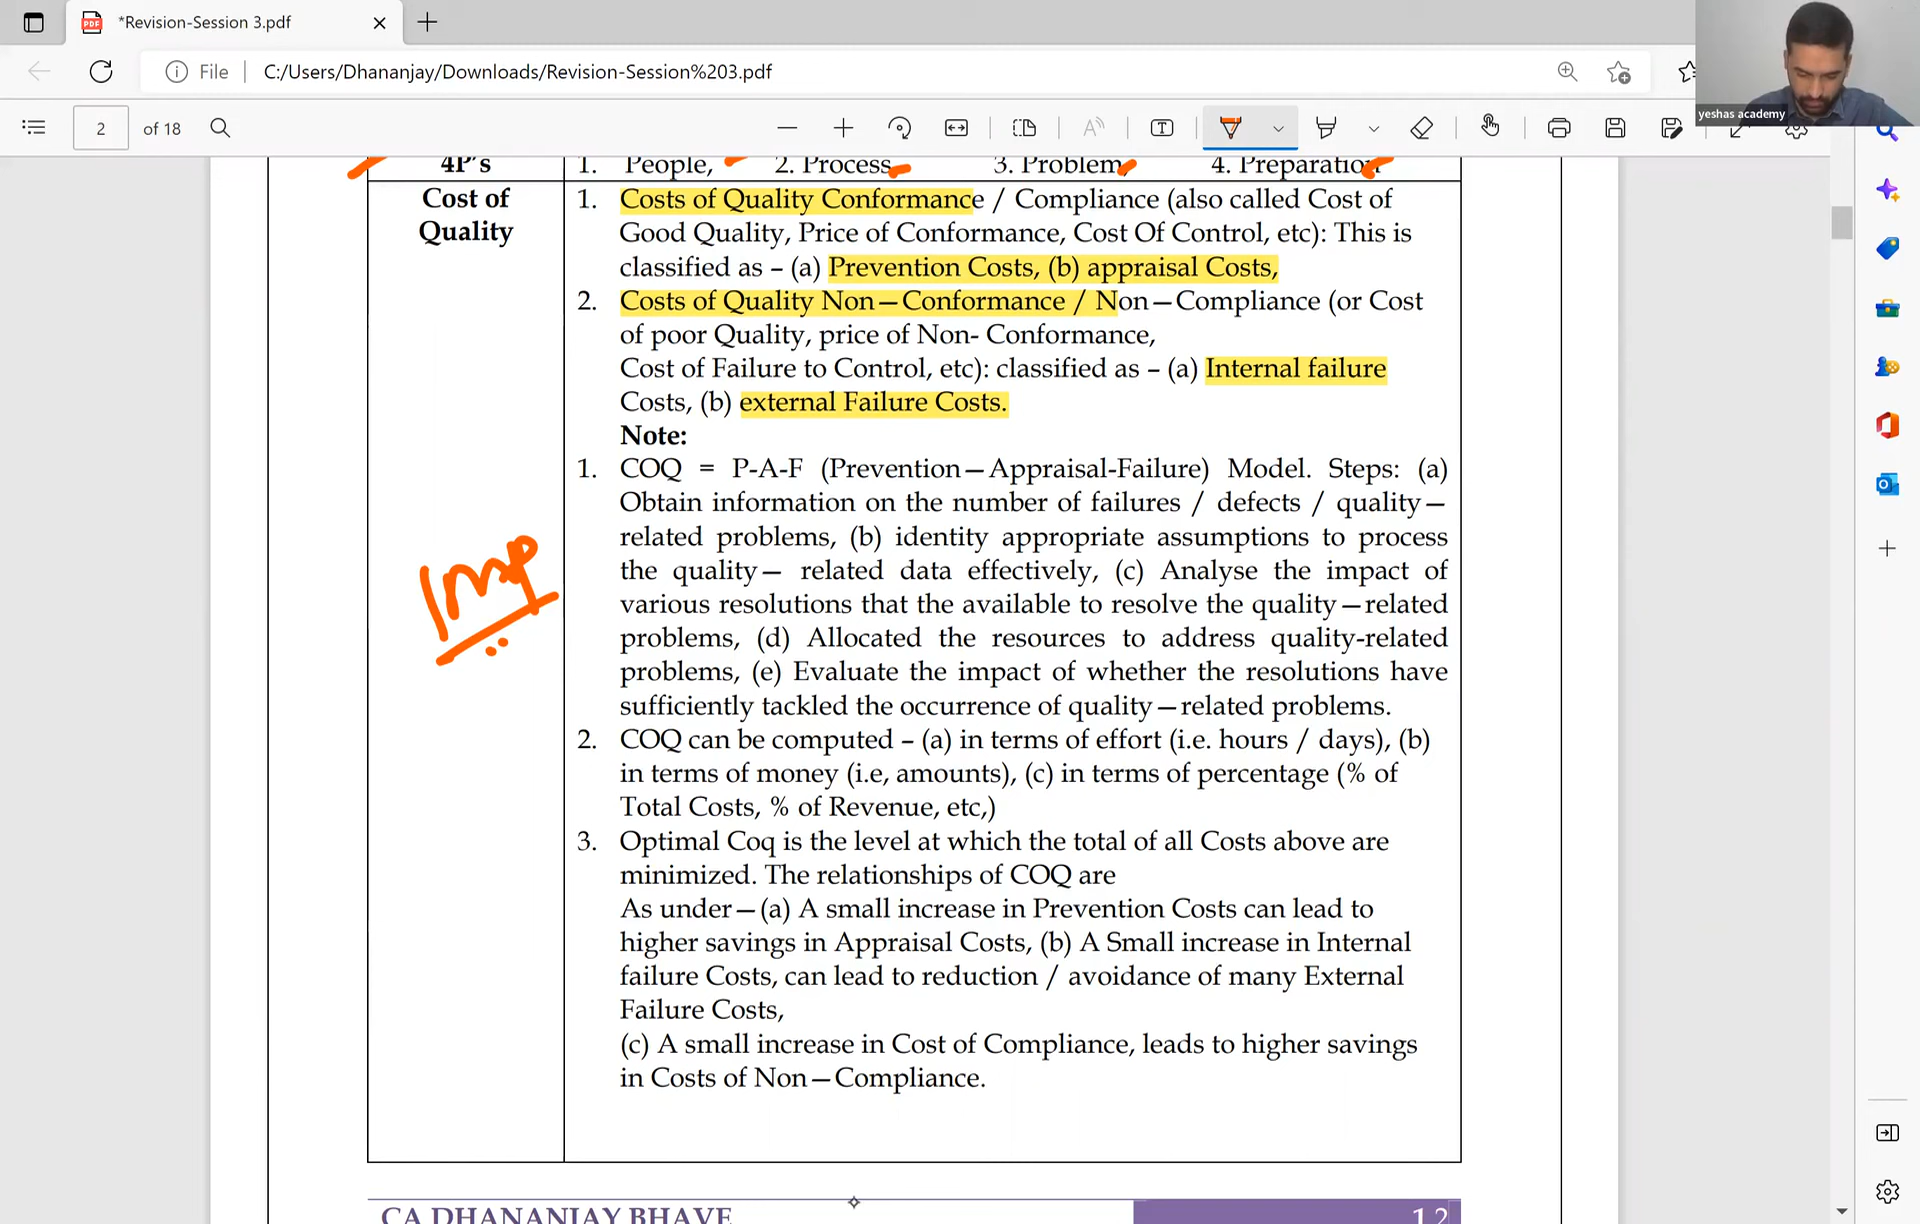 *Revision-Session 3.pdf
File
C:/Users/Dhananjay/Downloads/Revision-Session%203.pdf
yeshas academy
2 of 18
4P's 1. People, 2. Process 3. Problem, 4. Preparation
Cost of Quality
1. Costs of Quality Conformance / Compliance (also called Cost of
Good Quality, Price of Conformance, Cost Of Control, etc): This is
classified as – (a) Prevention Costs, (b) appraisal Costs,
2. Costs of Quality Non—Conformance / Non—Compliance (or Cost
of poor Quality, price of Non- Conformance,
Cost of Failure to Control, etc): classified as – (a) Internal failure
Costs, (b) external Failure Costs.
Note:
1. COQ = P-A-F (Prevention—Appraisal-Failure) Model. Steps: (a)
Obtain information on the number of failures / defects / quality—
related problems, (b) identity appropriate assumptions to process
the quality— related data effectively, (c) Analyse the impact of
various resolutions that the available to resolve the quality—related
problems, (d) Allocated the resources to address quality-related
problems, (e) Evaluate the impact of whether the resolutions have
sufficiently tackled the occurrence of quality—related problems.
2. COQ can be computed – (a) in terms of effort (i.e. hours / days), (b)
in terms of money (i.e, amounts), (c) in terms of percentage (% of
Total Costs, % of Revenue, etc,)
3. Optimal Coq is the level at which the total of all Costs above are
minimized. The relationships of COQ are
As under—(a) A small increase in Prevention Costs can lead to
higher savings in Appraisal Costs, (b) A Small increase in Internal
failure Costs, can lead to reduction / avoidance of many External
Failure Costs,
(c) A small increase in Cost of Compliance, leads to higher savings
in Costs of Non—Compliance.
Imp
CA DHANANJAY BHAVE 1.2